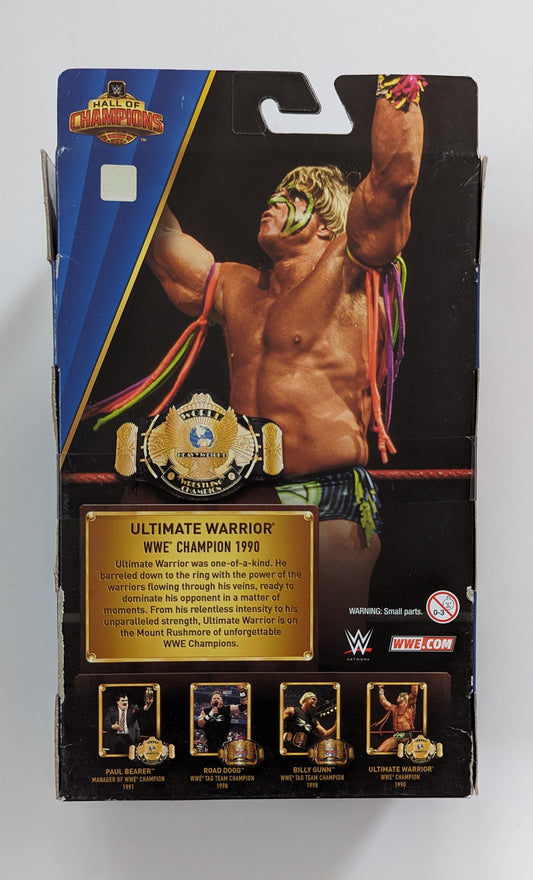 W
HALL OF
CHAMPIONS™
WORLD
HEAVYWEIGHT
WRESTLING
CHAMPION
ULTIMATE WARRIOR®
WWE® CHAMPION 1990
Ultimate Warrior was one-of-a-kind. He
barreled down to the ring with the power of the
warriors flowing through his veins, ready to
dominate his opponent in a matter of
moments. From his relentless intensity to his
unparalleled strength, Ultimate Warrior is on
the Mount Rushmore of unforgettable
WWE Champions.
WARNING: Small parts.
0-3
W
NETWORK
WWE.COM
PAUL BEARER™
MANAGER OF WWE® CHAMPION
1991
ROAD DOGG™
WWE® TAG TEAM CHAMPION
1998
BILLY GUNN™
WWE® TAG TEAM CHAMPION
1998
ULTIMATE WARRIOR®
WWE® CHAMPION
1990